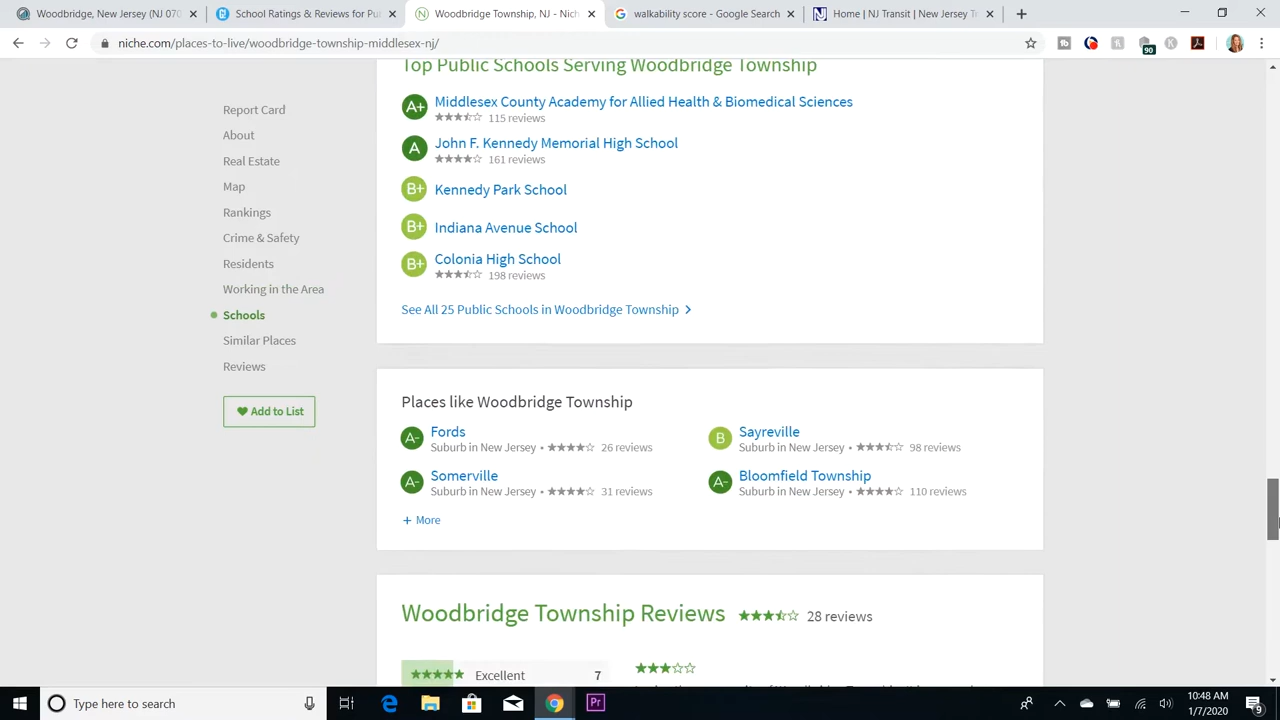 Woodbridge, New Jersey (NJ 070
School Ratings & Reviews for Pu
Woodbridge Township, NJ - Nich
walkability score - Google Search
Home | NJ Transit | New Jersey T
niche.com/places-to-live/woodbridge-township-middlesex-nj/
90
Top Public Schools Serving Woodbridge Township
Report Card
About
Real Estate
Map
Rankings
Crime & Safety
Residents
Working in the Area
Schools
Similar Places
Reviews
Add to List
A+ Middlesex County Academy for Allied Health & Biomedical Sciences
115 reviews
A John F. Kennedy Memorial High School
161 reviews
B+ Kennedy Park School
B+ Indiana Avenue School
B+ Colonia High School
198 reviews
See All 25 Public Schools in Woodbridge Township
Places like Woodbridge Township
A- Fords
Suburb in New Jersey • 26 reviews
B Sayreville
Suburb in New Jersey • 98 reviews
A- Somerville
Suburb in New Jersey • 31 reviews
A- Bloomfield Township
Suburb in New Jersey • 110 reviews
+ More
Woodbridge Township Reviews 28 reviews
Excellent 7
Type here to search
Pr
10:48 AM
1/7/2020
9